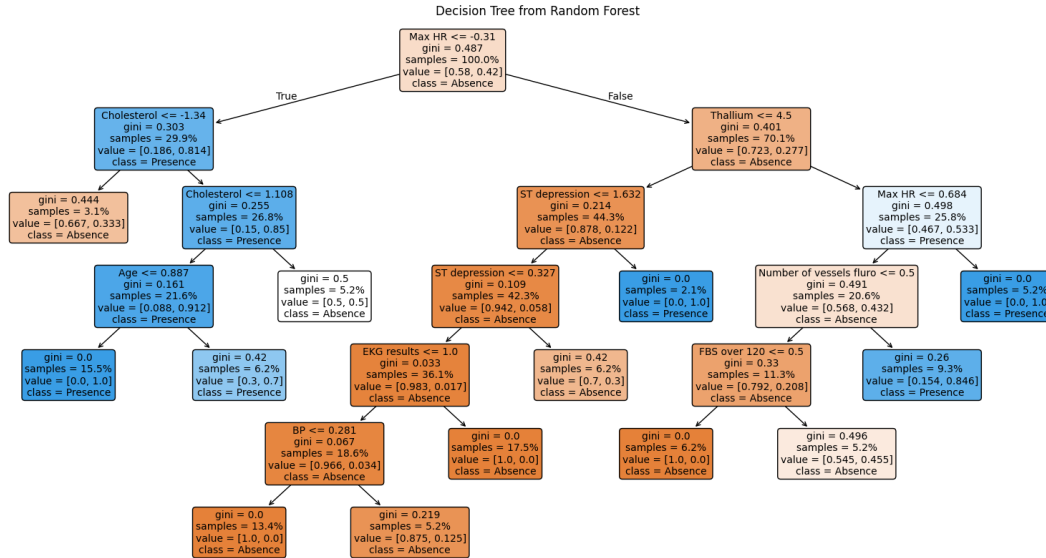 Decision Tree from Random Forest
Max HR <= -0.31
gini = 0.487
samples = 100.0%
value = [0.58, 0.42]
class = Absence
True
False
Cholesterol <= -1.34
gini = 0.303
samples = 29.9%
value = [0.186, 0.814]
class = Presence
Thallium <= 4.5
gini = 0.401
samples = 70.1%
value = [0.723, 0.277]
class = Absence
gini = 0.444
samples = 3.1%
value = [0.667, 0.333]
class = Absence
Cholesterol <= 1.108
gini = 0.255
samples = 26.8%
value = [0.15, 0.85]
class = Presence
ST depression <= 1.632
gini = 0.214
samples = 44.3%
value = [0.878, 0.122]
class = Absence
Max HR <= 0.684
gini = 0.498
samples = 25.8%
value = [0.467, 0.533]
class = Presence
Age <= 0.887
gini = 0.161
samples = 21.6%
value = [0.088, 0.912]
class = Presence
gini = 0.5
samples = 5.2%
value = [0.5, 0.5]
class = Absence
ST depression <= 0.327
gini = 0.109
samples = 42.3%
value = [0.942, 0.058]
class = Absence
gini = 0.0
samples = 2.1%
value = [0.0, 1.0]
class = Presence
Number of vessels fluro <= 0.5
gini = 0.491
samples = 20.6%
value = [0.568, 0.432]
class = Absence
gini = 0.0
samples = 5.2%
value = [0.0, 1.0]
class = Presence
gini = 0.0
samples = 15.5%
value = [0.0, 1.0]
class = Presence
gini = 0.42
samples = 6.2%
value = [0.3, 0.7]
class = Presence
EKG results <= 1.0
gini = 0.033
samples = 36.1%
value = [0.983, 0.017]
class = Absence
gini = 0.42
samples = 6.2%
value = [0.7, 0.3]
class = Absence
FBS over 120 <= 0.5
gini = 0.33
samples = 11.3%
value = [0.792, 0.208]
class = Absence
gini = 0.26
samples = 9.3%
value = [0.154, 0.846]
class = Presence
BP <= 0.281
gini = 0.067
samples = 18.6%
value = [0.966, 0.034]
class = Absence
gini = 0.0
samples = 17.5%
value = [1.0, 0.0]
class = Absence
gini = 0.0
samples = 6.2%
value = [1.0, 0.0]
class = Absence
gini = 0.496
samples = 5.2%
value = [0.545, 0.455]
class = Absence
gini = 0.0
samples = 13.4%
value = [1.0, 0.0]
class = Absence
gini = 0.219
samples = 5.2%
value = [0.875, 0.125]
class = Absence